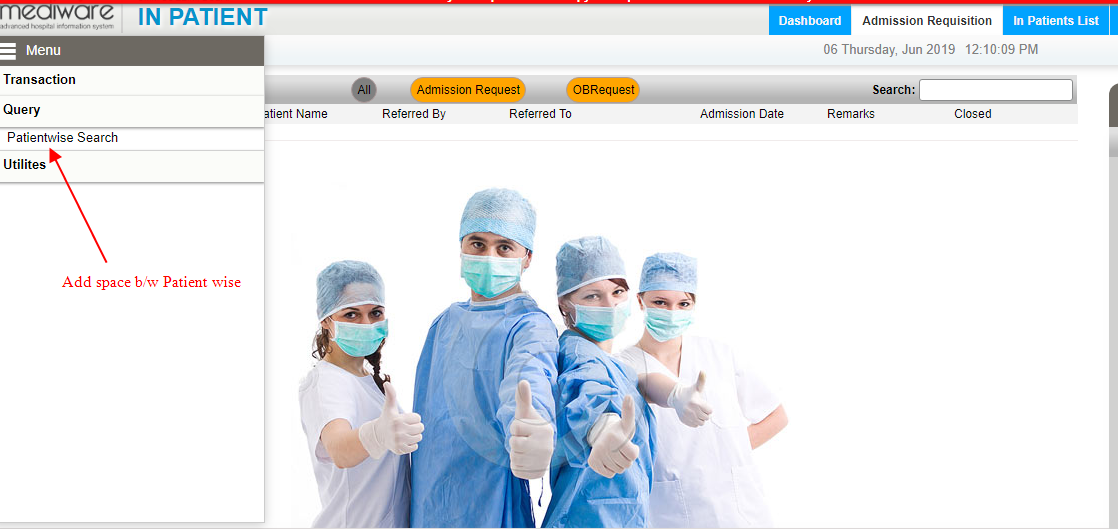 mediware
advanced hospital information system
IN PATIENT
Dashboard Admission Requisition In Patients List
Menu
06 Thursday, Jun 2019 12:10:09 PM
Transaction
All Admission Request OBRequest Search:
Query
atient Name Referred By Referred To Admission Date Remarks Closed
Patientwise Search
Utilites
Add space b/w Patient wise